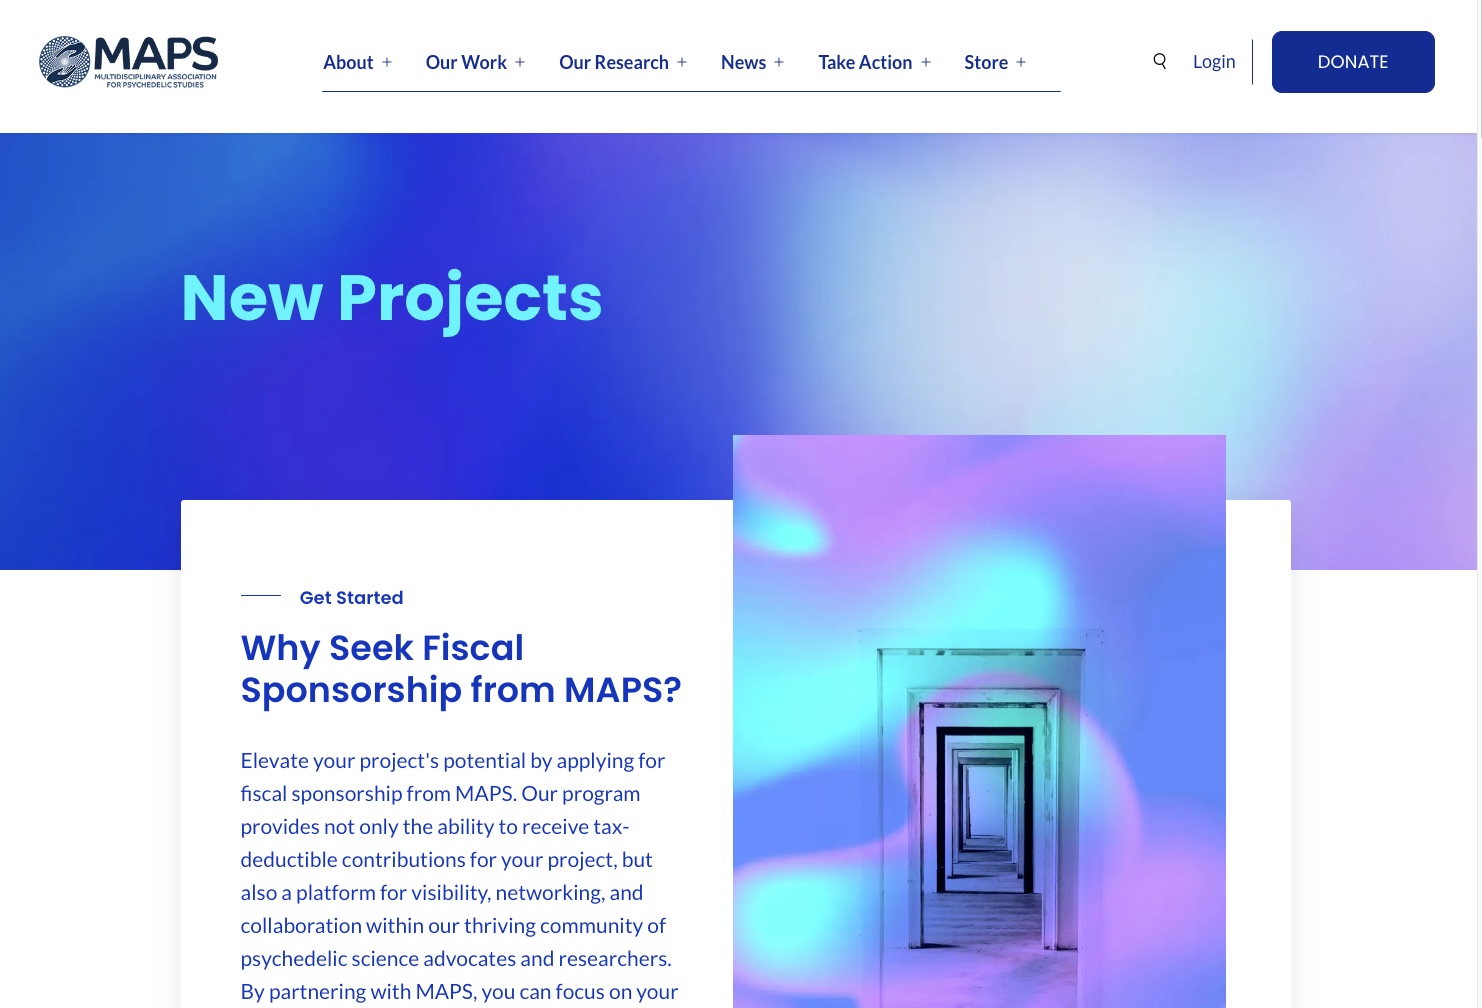 MAPS
MULTIDISCIPLINARY ASSOCIATION
FOR PSYCHEDELIC STUDIES
About +
Our Work +
Our Research +
News +
Take Action +
Store +
Login
DONATE
New Projects
Get Started
Why Seek Fiscal
Sponsorship from MAPS?
Elevate your project's potential by applying for
fiscal sponsorship from MAPS. Our program
provides not only the ability to receive tax-
deductible contributions for your project, but
also a platform for visibility, networking, and
collaboration within our thriving community of
psychedelic science advocates and researchers.
By partnering with MAPS, you can focus on your